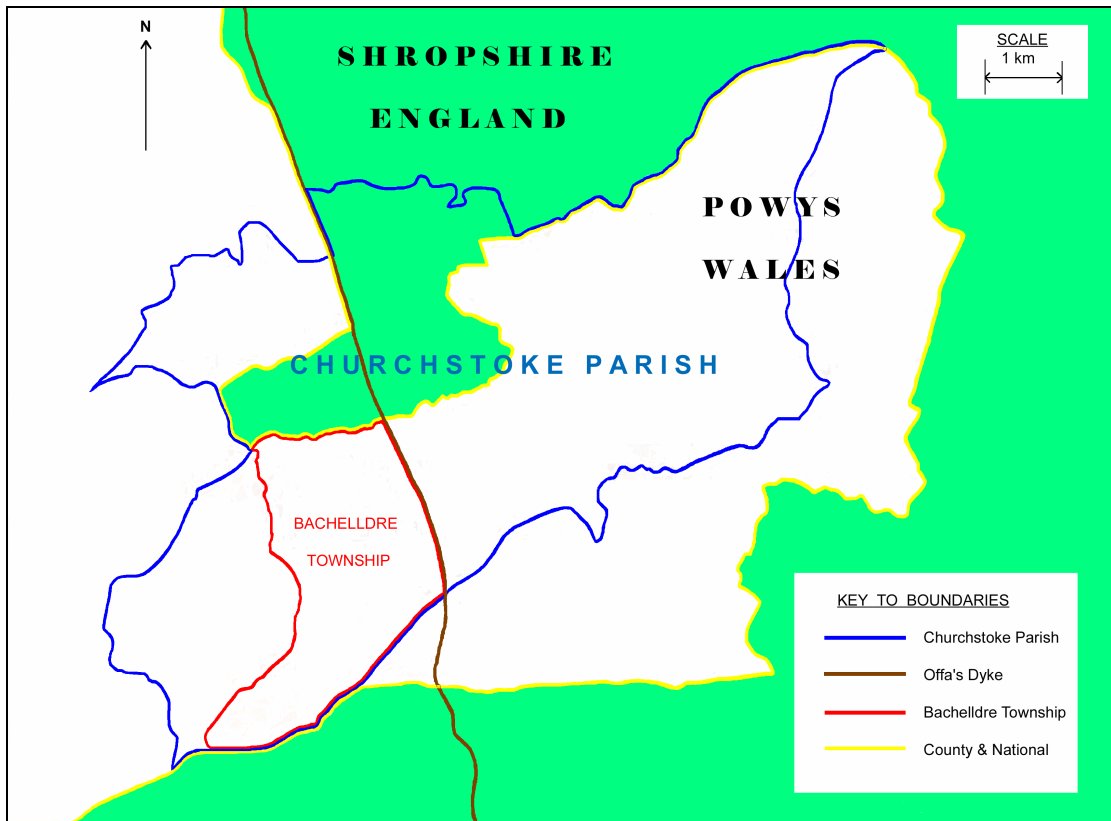 N
SHROPSHIRE
ENGLAND
SCALE
1 km
POWYS
WALES
CHURCHSTOKE PARISH
BACHELLDRE
TOWNSHIP
KEY TO BOUNDARIES
Churchstoke Parish
Offa's Dyke
Bachelldre Township
County & National